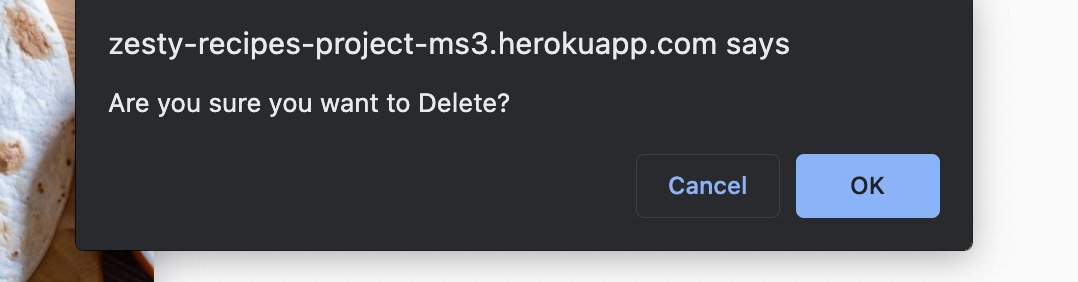 zesty-recipes-project-ms3.herokuapp.com says
Are you sure you want to Delete?
Cancel
OK